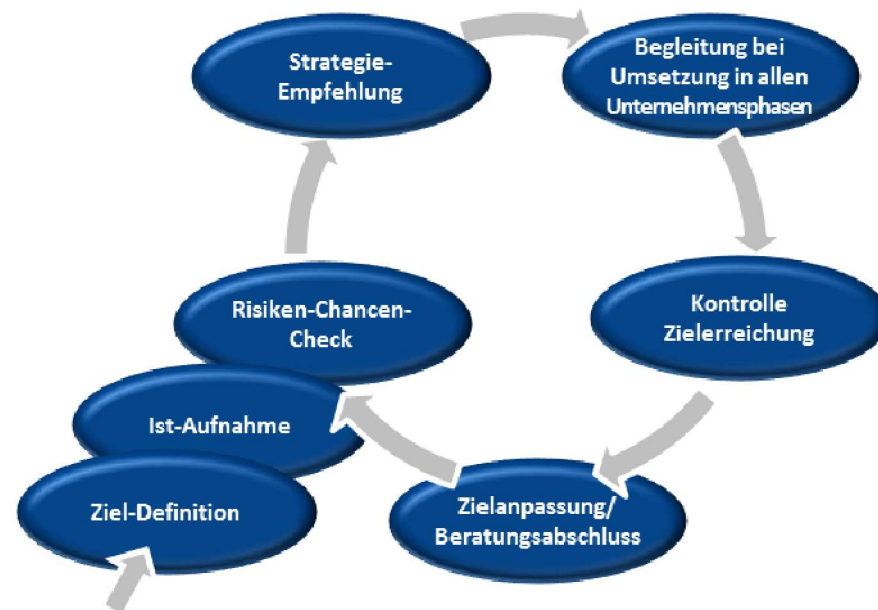 Strategie-
Empfehlung
Begleitung bei
Umsetzung in allen
Unternehmensphasen
Risiken-Chancen-
Check
Kontrolle
Zielerreichung
Ist-Aufnahme
Ziel-Definition
Zielanpassung/
Beratungsabschluss